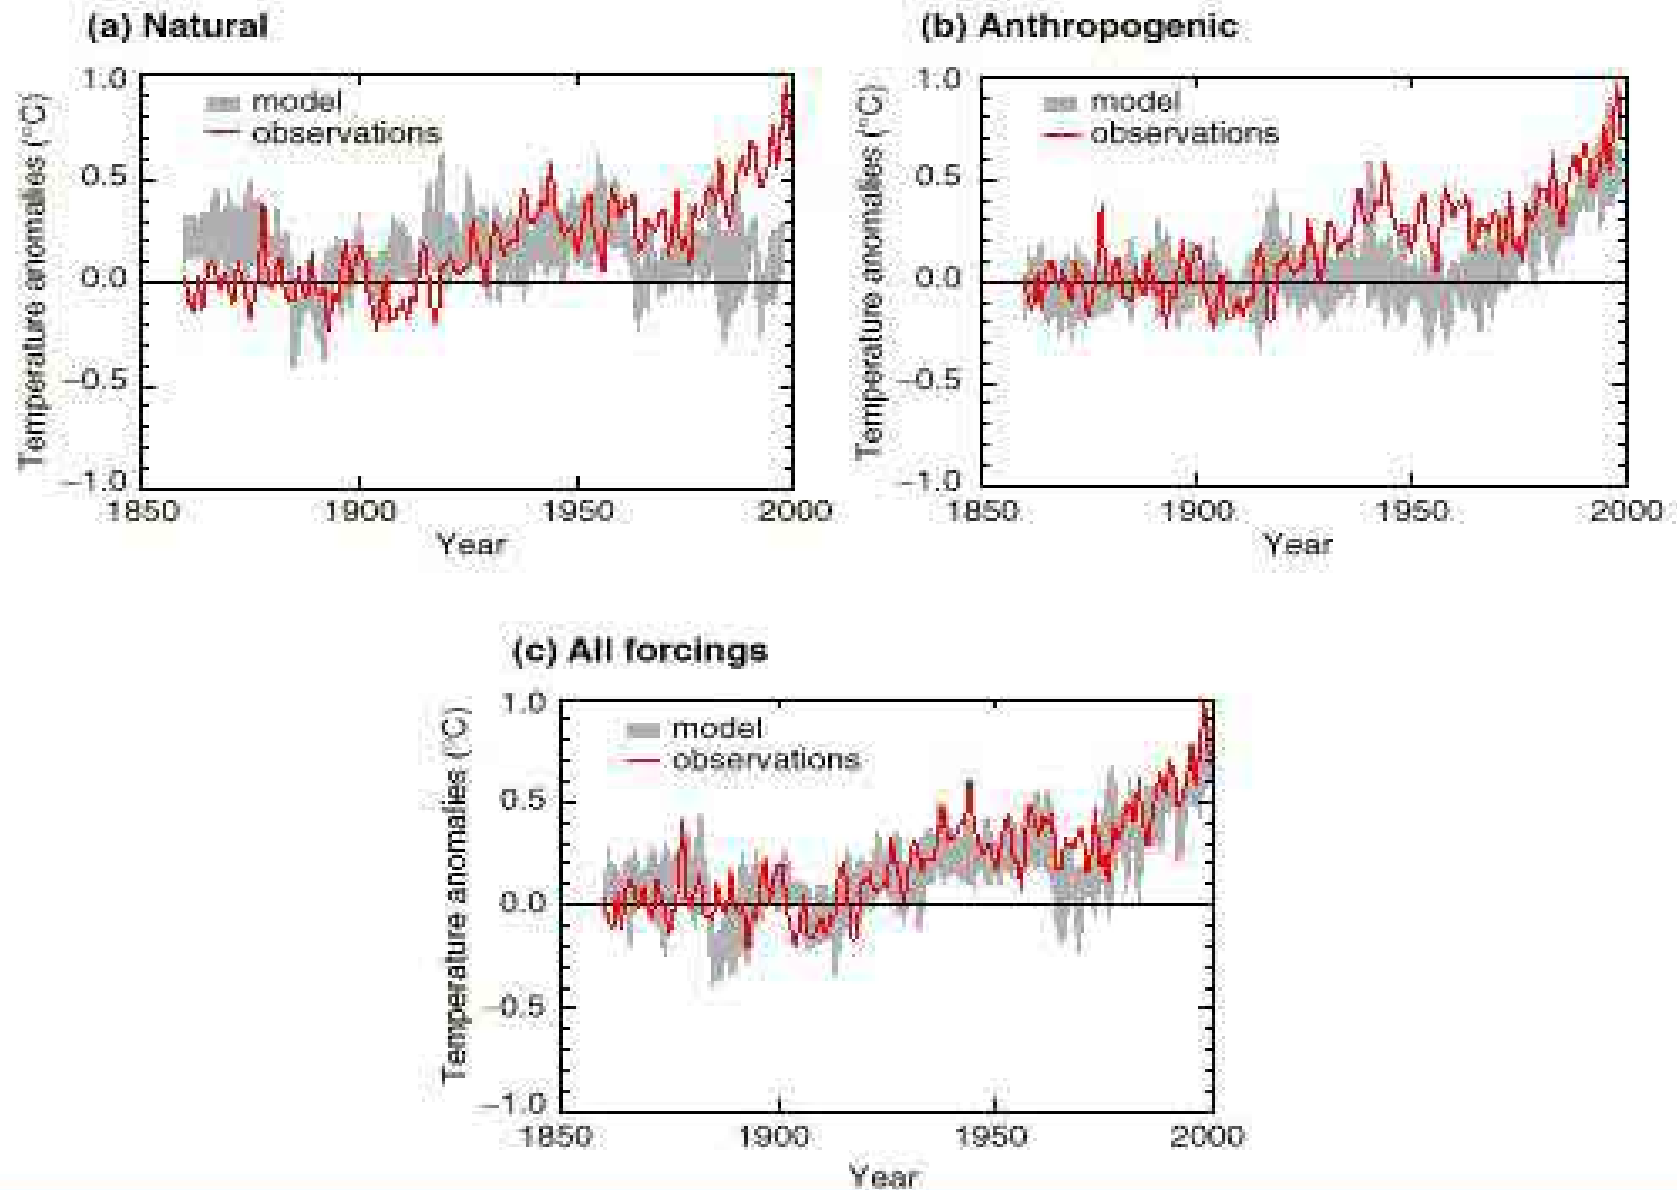 (a) Natural
1.0
0.5
0.0
−0.5
−1.0
Temperature anomalies (°C)
model
observations
1850
1900
1950
2000
Year
(b) Anthropogenic
1.0
0.5
0.0
−0.5
−1.0
Temperature anomalies (°C)
model
observations
1850
1900
1950
2000
Year
(c) All forcings
1.0
0.5
0.0
−0.5
−1.0
Temperature anomalies (°C)
model
observations
1850
1900
1950
2000
Year